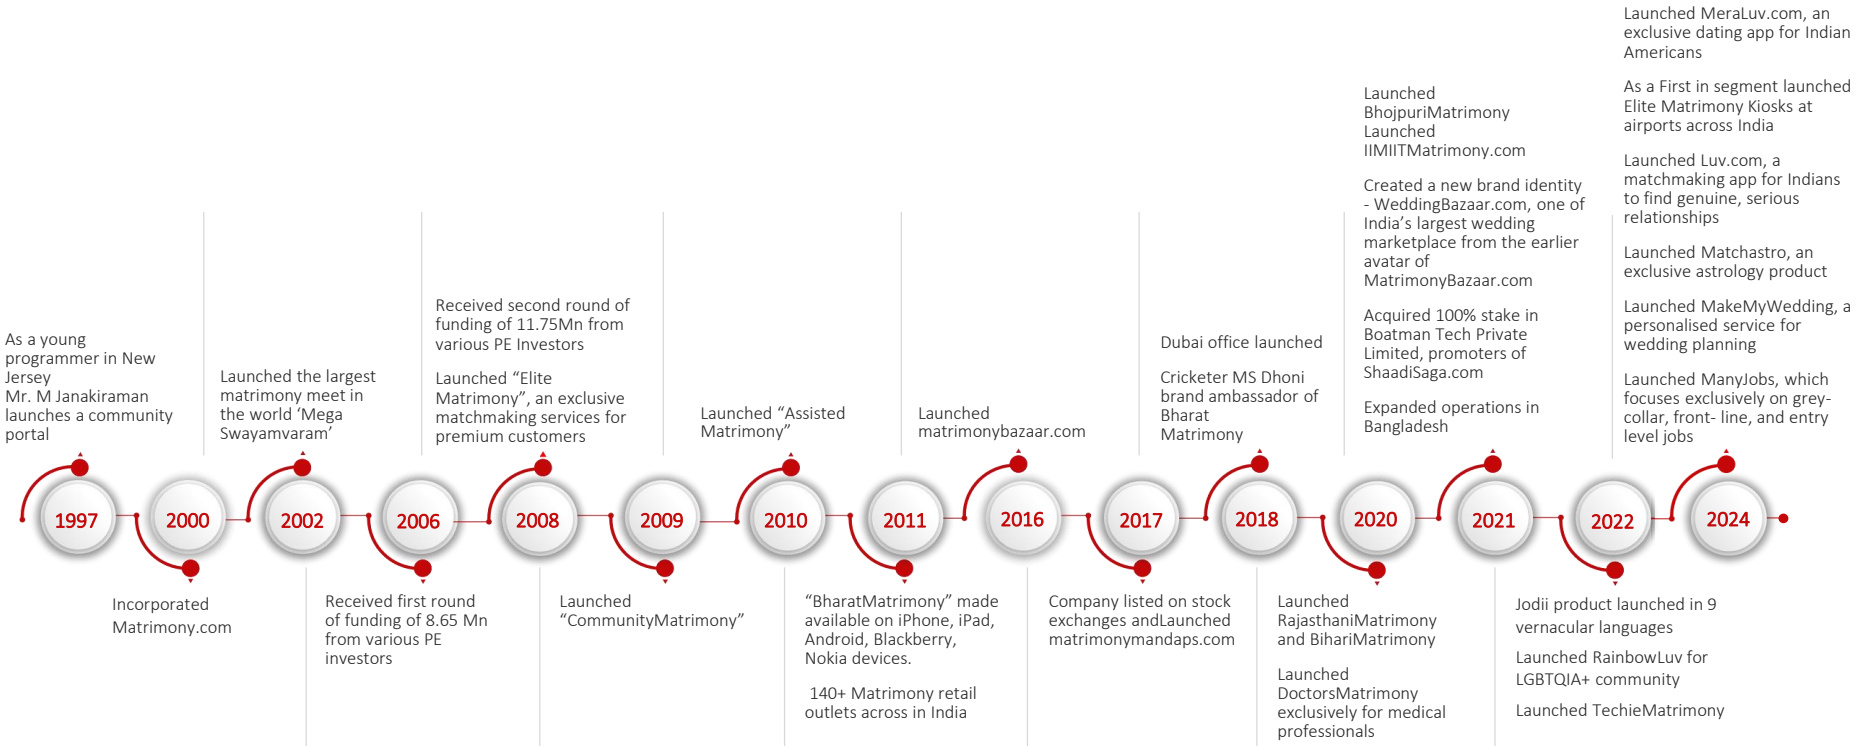 As a young
programmer in New
Jersey
Mr. M Janakiraman
launches a community
portal
1997
2000
Incorporated
Matrimony.com
Launched the largest
matrimony meet in
the world ‘Mega
Swayamvaram’
2002
2006
Received first round
of funding of 8.65 Mn
from various PE
investors
Received second round of
funding of 11.75Mn from
various PE Investors
Launched “Elite
Matrimony”, an exclusive
matchmaking services for
premium customers
2008
2009
Launched
“CommunityMatrimony”
Launched “Assisted
Matrimony”
2010
2011
“BharatMatrimony” made
available on iPhone, iPad,
Android, Blackberry,
Nokia devices.
140+ Matrimony retail
outlets across in India
Launched
matrimonybazaar.com
2016
2017
Company listed on stock
exchanges andLaunched
matrimonymandaps.com
Dubai office launched
Cricketer MS Dhoni
brand ambassador of
Bharat
Matrimony
2018
2020
Launched
RajasthaniMatrimony
and BihariMatrimony
Launched
DoctorsMatrimony
exclusively for medical
professionals
Launched
BhojpuriMatrimony
Launched
IIMIITMatrimony.com
Created a new brand identity
- WeddingBazaar.com, one of
India’s largest wedding
marketplace from the earlier
avatar of
MatrimonyBazaar.com
Acquired 100% stake in
Boatman Tech Private
Limited, promoters of
ShaadiSaga.com
Expanded operations in
Bangladesh
2021
2022
Jodii product launched in 9
vernacular languages
Launched RainbowLuv for
LGBTQIA+ community
Launched TechieMatrimony
Launched MeraLuv.com, an
exclusive dating app for Indian
Americans
As a First in segment launched
Elite Matrimony Kiosks at
airports across India
Launched Luv.com, a
matchmaking app for Indians
to find genuine, serious
relationships
Launched Matchastro, an
exclusive astrology product
Launched MakeMyWedding, a
personalised service for
wedding planning
Launched ManyJobs, which
focuses exclusively on grey-
collar, front- line, and entry
level jobs
2024